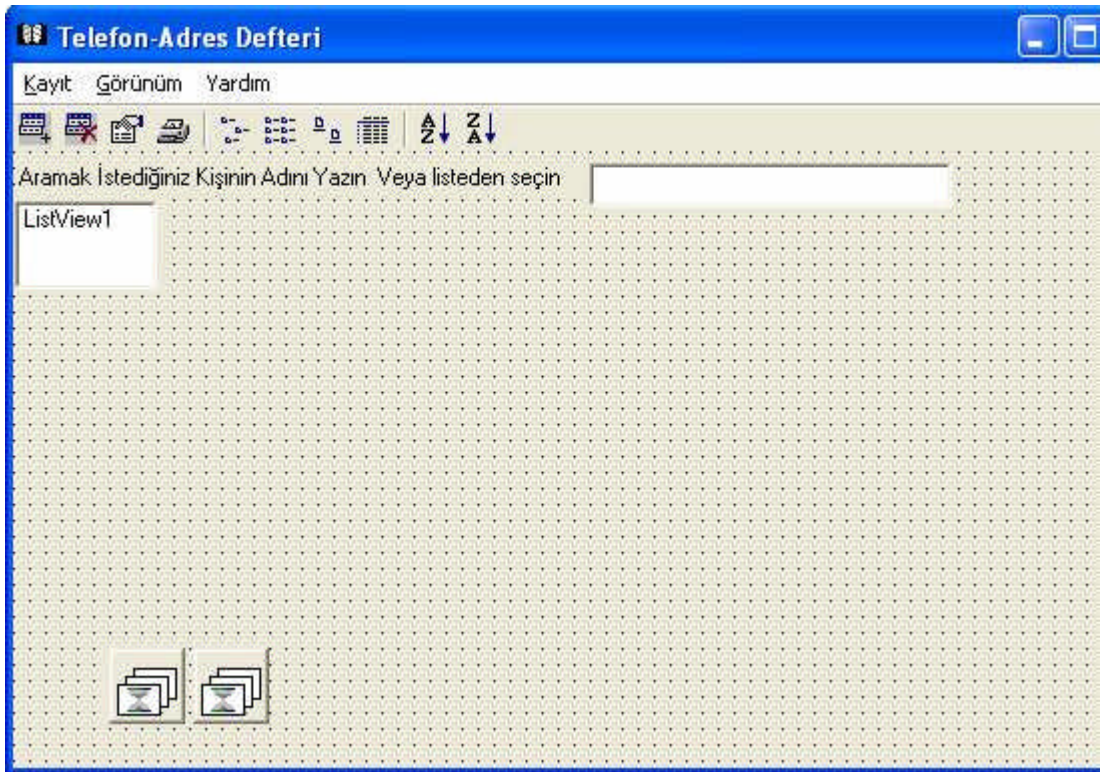 Telefon-Adres Defteri
Kayıt Görünüm Yardım
A Z Z A
Aramak İstediğiniz Kişinin Adını Yazın Veya listeden seçin
ListView1